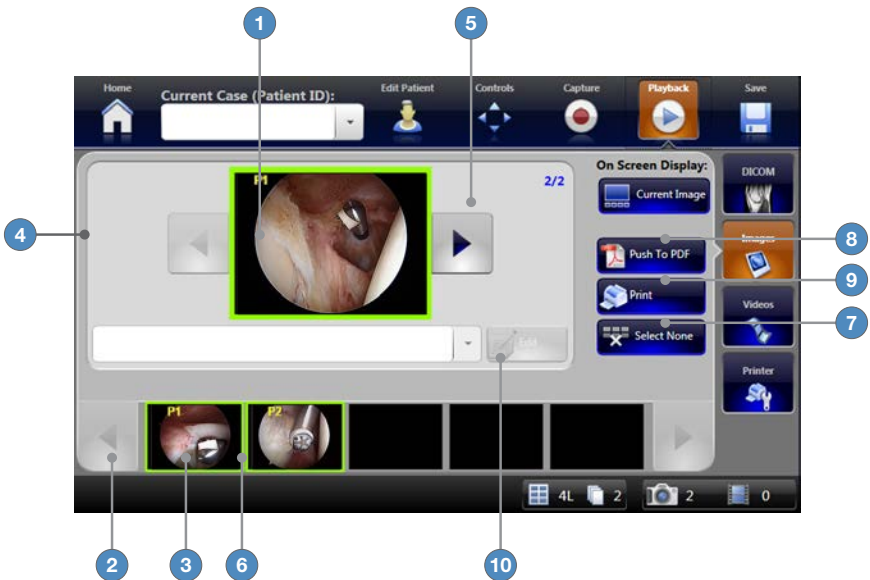 1
5
Home
Current Case (Patient ID):
Edit Patient
Controls
Capture
Playback
Save
On Screen Display:
DICOM
P1
2/2
Current Image
4
8
Images
Push To PDF
9
Print
Videos
7
Select None
Edit
Printer
P1
P2
4L
2
2
0
2
3
6
10